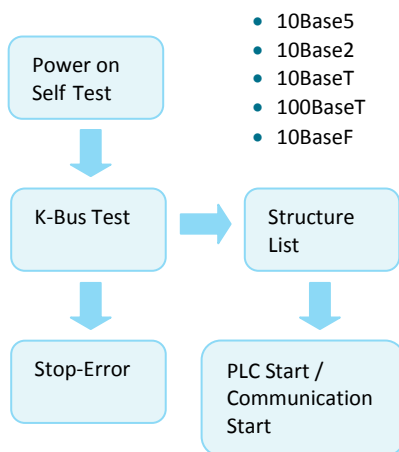 • 10Base5
• 10Base2
• 10BaseT
• 100BaseT
• 10BaseF
Power on
Self Test
K-Bus Test
Structure
List
Stop-Error
PLC Start /
Communication
Start